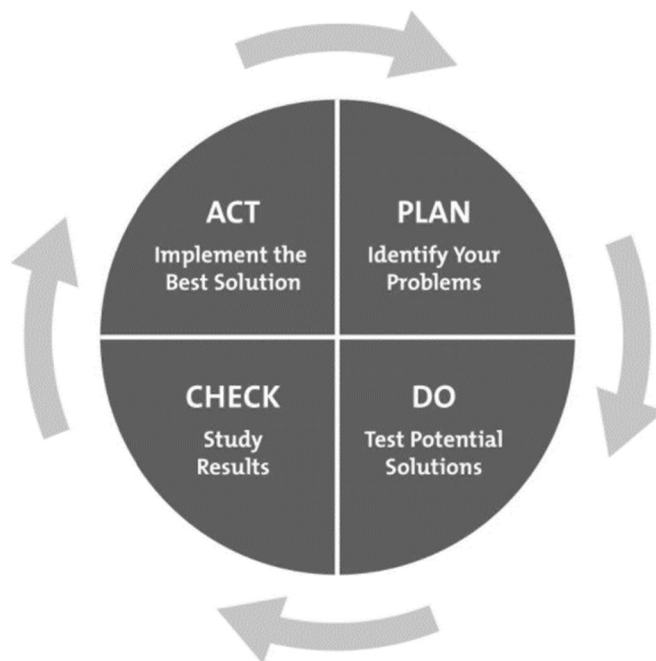 ACT
Implement the
Best Solution
PLAN
Identify Your
Problems
CHECK
Study
Results
DO
Test Potential
Solutions